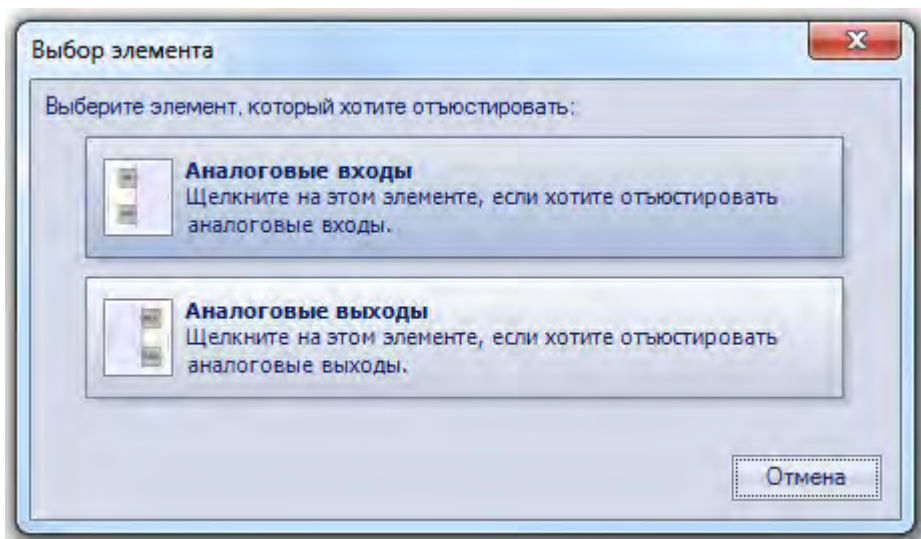 Выбор элемента
Выберите элемент, который хотите отъюстировать:
Аналоговые входы
Щелкните на этом элементе, если хотите отъюстировать
аналоговые входы.
Аналоговые выходы
Щелкните на этом элементе, если хотите отъюстировать
аналоговые выходы.
Отмена